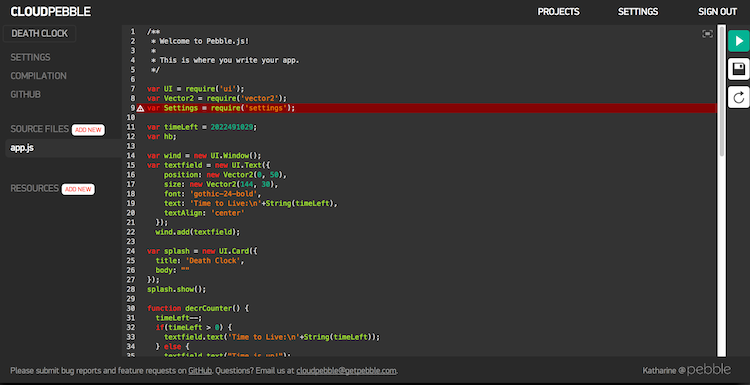 CLOUDPEBBLE PROJECTS SETTINGS SIGN OUT
DEATH CLOCK
SETTINGS
COMPILATION
GITHUB
SOURCE FILES ADD NEW
app.js
RESOURCES ADD NEW
1 /**
2 * Welcome to Pebble.js!
3 *
4 * This is where you write your app.
5 */
6
7 var UI = require('ui');
8 var Vector2 = require('vector2');
9 var Settings = require('settings');
10
11 var timeLeft = 2022491029;
12 var hb;
13
14 var wind = new UI.Window();
15 var textfield = new UI.Text({
16 position: new Vector2(0, 50),
17 size: new Vector2(144, 30),
18 font: 'gothic-24-bold',
19 text: 'Time to Live:\n'+String(timeLeft),
20 textAlign: 'center'
21 });
22 wind.add(textfield);
23
24 var splash = new UI.Card({
25 title: 'Death Clock',
26 body: ""
27 });
28 splash.show();
29
30 function decrCounter() {
31 timeLeft--;
32 if(timeLeft > 0) {
33 textfield.text('Time to Live:\n'+String(timeLeft));
34 } else {
35 textfield.text("Time is up!");
Please submit bug reports and feature requests on GitHub. Questions? Email us at cloudpebble@getpebble.com. Katharine @ pebble